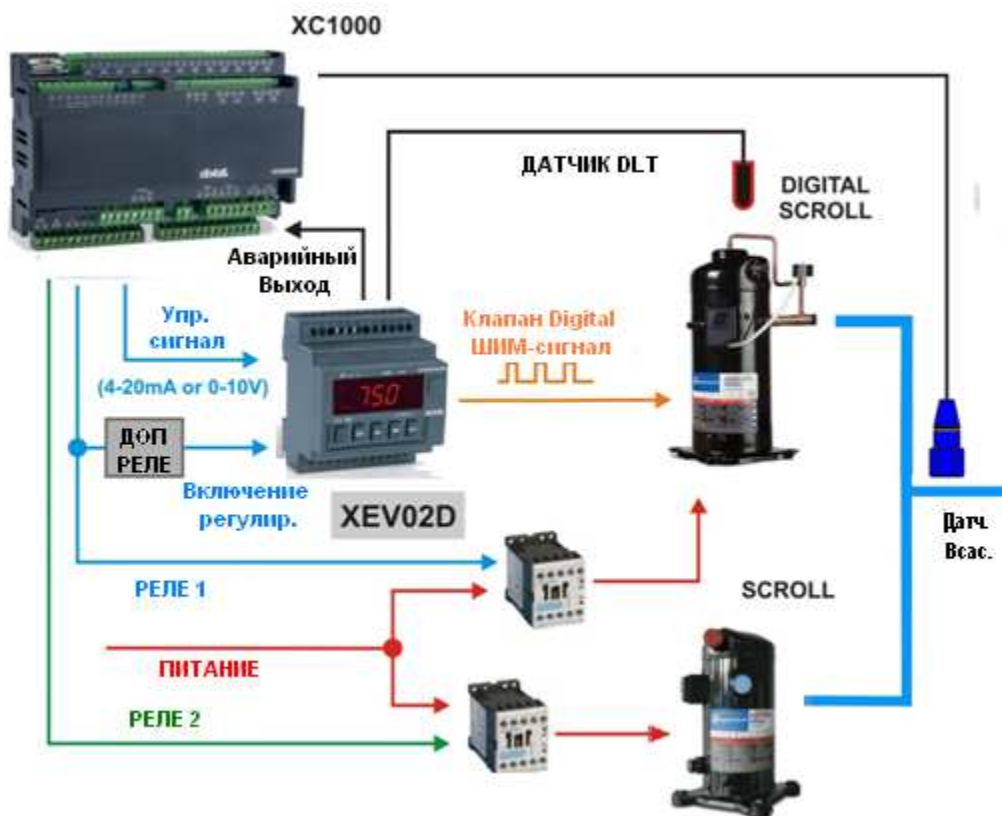 XC1000
ДАТЧИК DLT
DIGITAL
SCROLL
Аварийный
Выход
Упр.
сигнал
(4-20mA or 0-10V)
Клапан Digital
ШИМ-сигнал
750
ДОП
РЕЛЕ
Включение
регулир.
XEV02D
Датч.
Всас.
РЕЛЕ 1
SCROLL
ПИТАНИЕ
РЕЛЕ 2